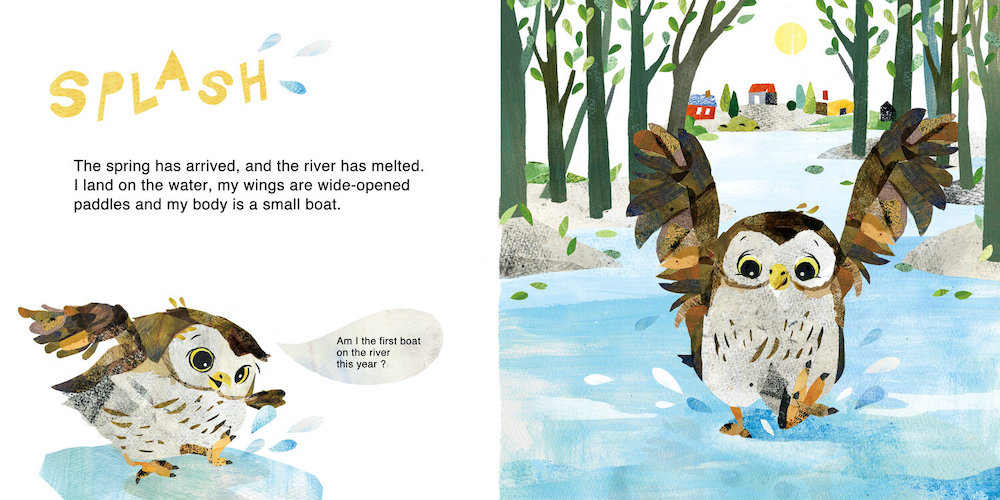 SPLASH
The spring has arrived, and the river has melted.
I land on the water, my wings are wide-opened
paddles and my body is a small boat.
Am I the first boat
on the river
this year ?